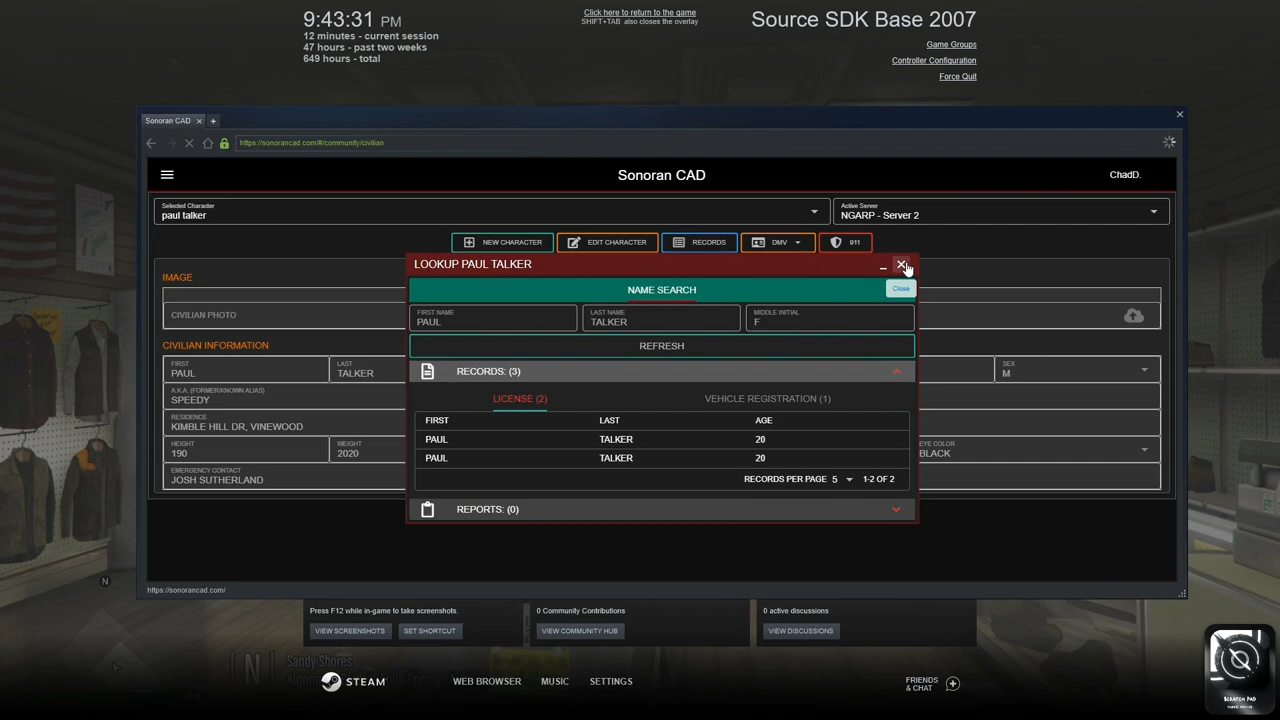 9:43:31 PM
12 minutes - current session
47 hours - past two weeks
649 hours - total
Click here to return to the game
SHIFT+TAB also closes the overlay
Source SDK Base 2007
Game Groups
Controller Configuration
Force Quit
Sonoran CAD
https://sonorancad.com/#/community/civilian
Sonoran CAD
ChadD.
Selected Character
paul talker
Active Server
NGARP - Server 2
NEW CHARACTER
EDIT CHARACTER
RECORDS
DMV
911
LOOKUP PAUL TALKER
Close
NAME SEARCH
FIRST NAME
PAUL
LAST NAME
TALKER
MIDDLE INITIAL
F
REFRESH
RECORDS: (3)
LICENSE (2)
VEHICLE REGISTRATION (1)
FIRST LAST AGE
PAUL TALKER 20
PAUL TALKER 20
RECORDS PER PAGE 5 1-2 OF 2
REPORTS: (0)
IMAGE
CIVILIAN PHOTO
CIVILIAN INFORMATION
FIRST
PAUL
LAST
TALKER
SEX
M
A.K.A. (FORMER/KNOWN ALIAS)
SPEEDY
RESIDENCE
KIMBLE HILL DR, VINEWOOD
HEIGHT
190
WEIGHT
2020
EYE COLOR
BLACK
EMERGENCY CONTACT
JOSH SUTHERLAND
https://sonorancad.com/
N
Press F12 while in-game to take screenshots.
VIEW SCREENSHOTS
SET SHORTCUT
0 Community Contributions
VIEW COMMUNITY HUB
0 active discussions
VIEW DISCUSSIONS
N
Sandy Shores
STEAM
WEB BROWSER
MUSIC
SETTINGS
FRIENDS
& CHAT
SCRATCH PAD